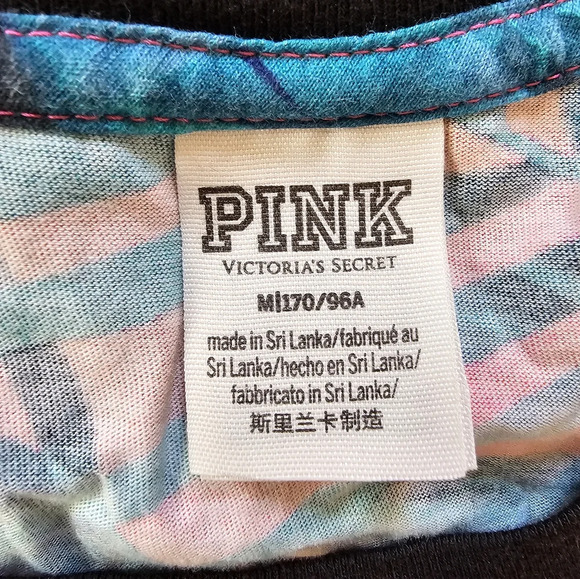 PINK
VICTORIA'S SECRET
M|170/96A
made in Sri Lanka/fabriqué au
Sri Lanka/hecho en Sri Lanka/
fabbricato in Sri Lanka/
斯里兰卡制造